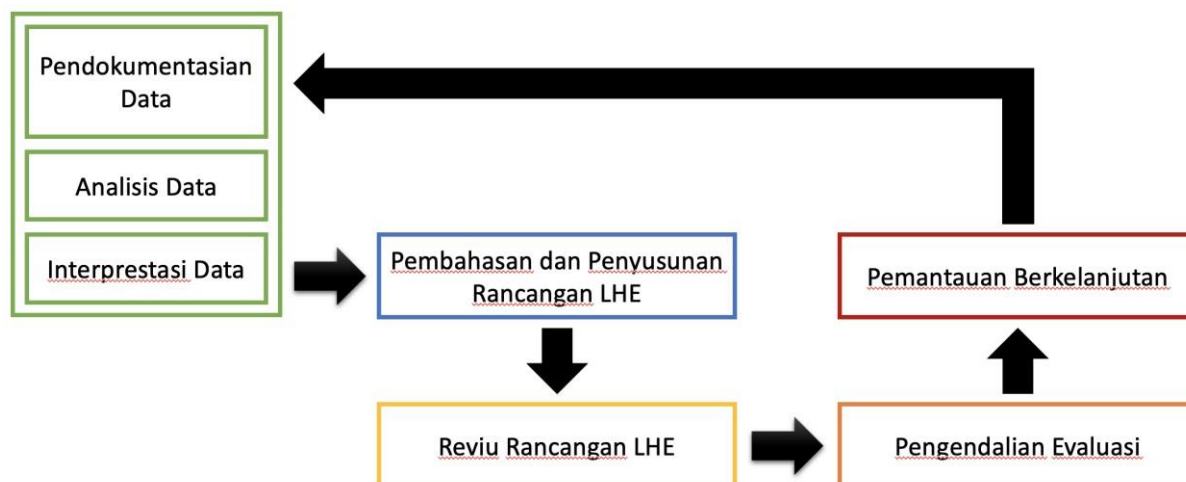 Pendokumentasian
Data
Analisis Data
Interprestasi Data
Pembahasan dan Penyusunan
Rancangan LHE
Reviu Rancangan LHE
Pengendalian Evaluasi
Pemantauan Berkelanjutan